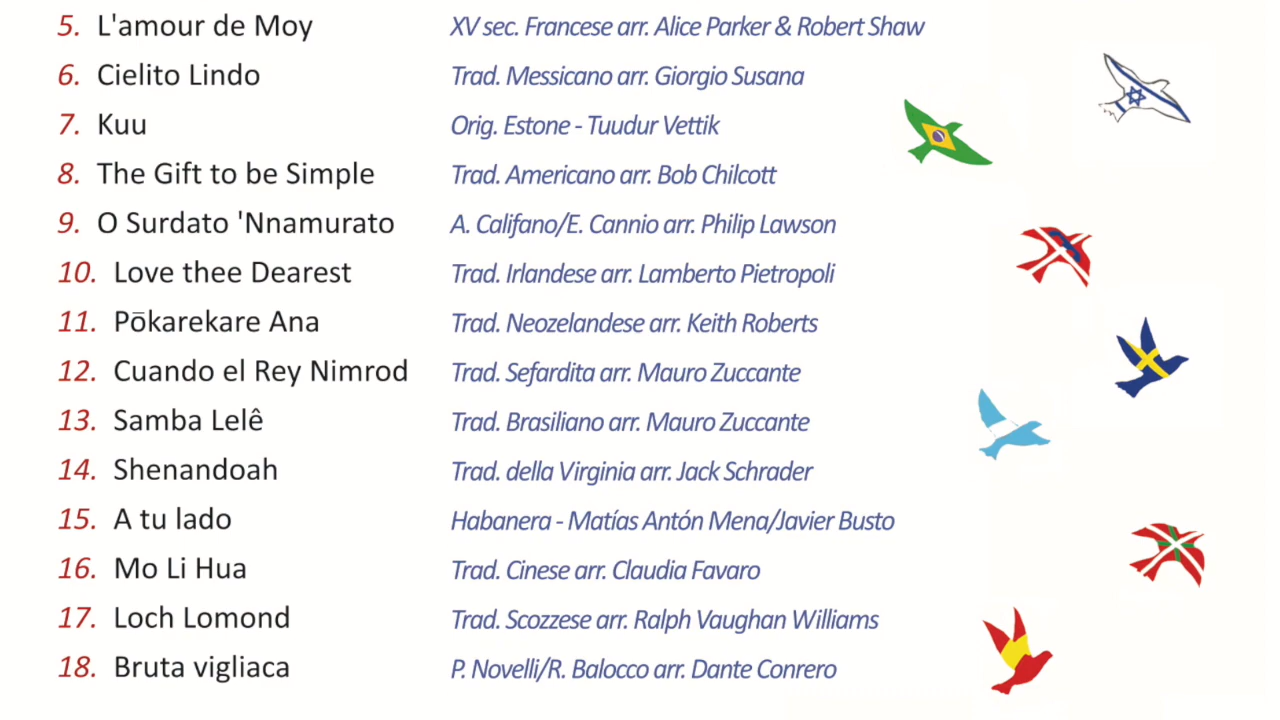 5. L'amour de Moy XV sec. Francese arr. Alice Parker & Robert Shaw
6. Cielito Lindo Trad. Messicano arr. Giorgio Susana
7. Kuu Orig. Estone - Tuudur Vettik
8. The Gift to be Simple Trad. Americano arr. Bob Chilcott
9. O Surdato 'Nnamurato A. Califano/E. Cannio arr. Philip Lawson
10. Love thee Dearest Trad. Irlandese arr. Lamberto Pietropoli
11. Pōkarekare Ana Trad. Neozelandese arr. Keith Roberts
12. Cuando el Rey Nimrod Trad. Sefardita arr. Mauro Zuccante
13. Samba Lelê Trad. Brasiliano arr. Mauro Zuccante
14. Shenandoah Trad. della Virginia arr. Jack Schrader
15. A tu lado Habanera - Matías Antón Mena/Javier Busto
16. Mo Li Hua Trad. Cinese arr. Claudia Favaro
17. Loch Lomond Trad. Scozzese arr. Ralph Vaughan Williams
18. Bruta vigliaca P. Novelli/R. Balocco arr. Dante Conrero